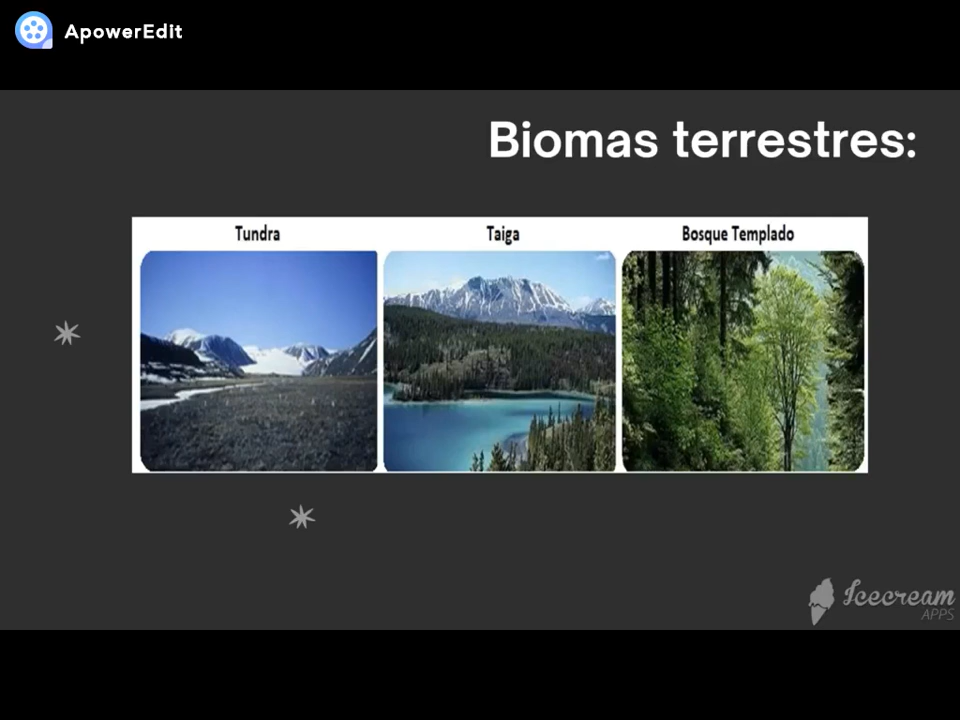 ApowerEdit
Biomas terrestres:
Tundra
Taiga
Bosque Templado
Icecream
APPS